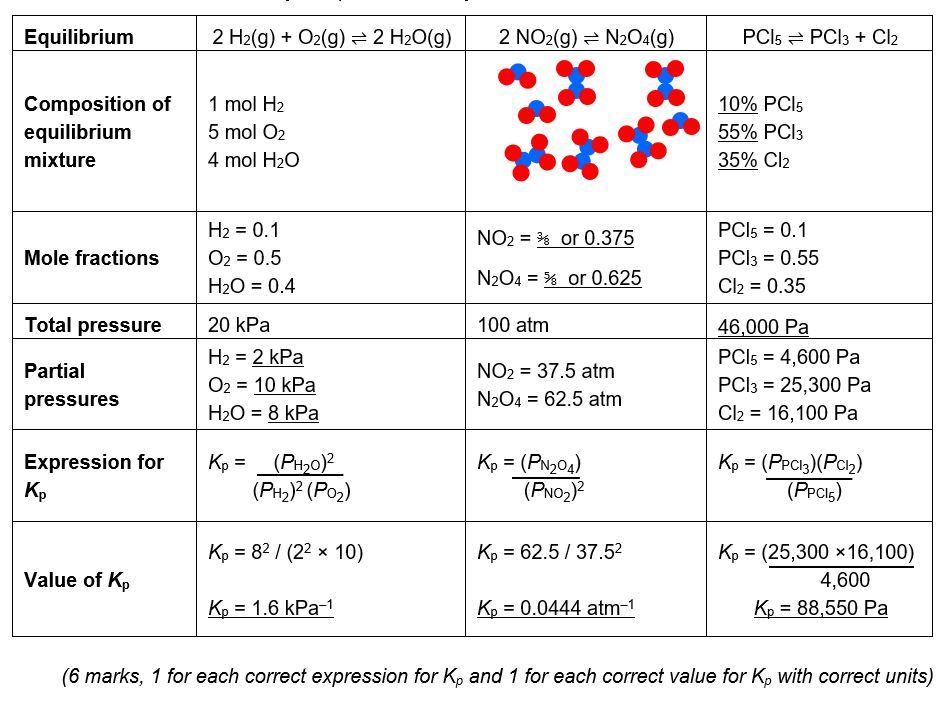 Equilibrium
2 H₂(g) + O₂(g) ⇌ 2 H₂O(g)
2 NO₂(g) ⇌ N₂O₄(g)
PCl₅ ⇌ PCl₃ + Cl₂
Composition of
equilibrium
mixture
1 mol H₂
5 mol O₂
4 mol H₂O
10% PCl₅
55% PCl₃
35% Cl₂
Mole fractions
H₂ = 0.1
O₂ = 0.5
H₂O = 0.4
NO₂ = ⅜ or 0.375
N₂O₄ = ⅝ or 0.625
PCl₅ = 0.1
PCl₃ = 0.55
Cl₂ = 0.35
Total pressure
20 kPa
100 atm
46,000 Pa
Partial
pressures
H₂ = 2 kPa
O₂ = 10 kPa
H₂O = 8 kPa
NO₂ = 37.5 atm
N₂O₄ = 62.5 atm
PCl₅ = 4,600 Pa
PCl₃ = 25,300 Pa
Cl₂ = 16,100 Pa
Expression for
Kₚ
Kₚ = (PH₂O)²
(PH₂)² (PO₂)
Kₚ = (PN₂O₄)
(PNO₂)²
Kₚ = (PPCl₃)(PCl₂)
(PPCl₅)
Value of Kₚ
Kₚ = 8² / (2² × 10)
Kₚ = 1.6 kPa⁻¹
Kₚ = 62.5 / 37.5²
Kₚ = 0.0444 atm⁻¹
Kₚ = (25,300 ×16,100)
4,600
Kₚ = 88,550 Pa
(6 marks, 1 for each correct expression for Kₚ and 1 for each correct value for Kₚ with correct units)